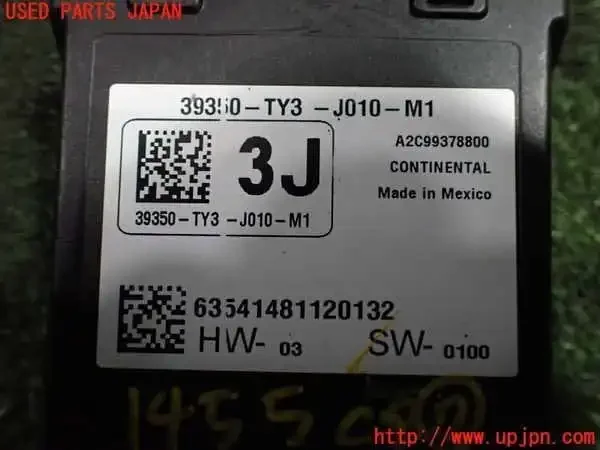 USED PARTS JAPAN
39350-TY3-J010-M1
3J
39350-TY3-J010-M1
A2C99378800
CONTINENTAL
Made in Mexico
63541481120132
HW-03 SW-0100
1455
http://www.upjpn.com/